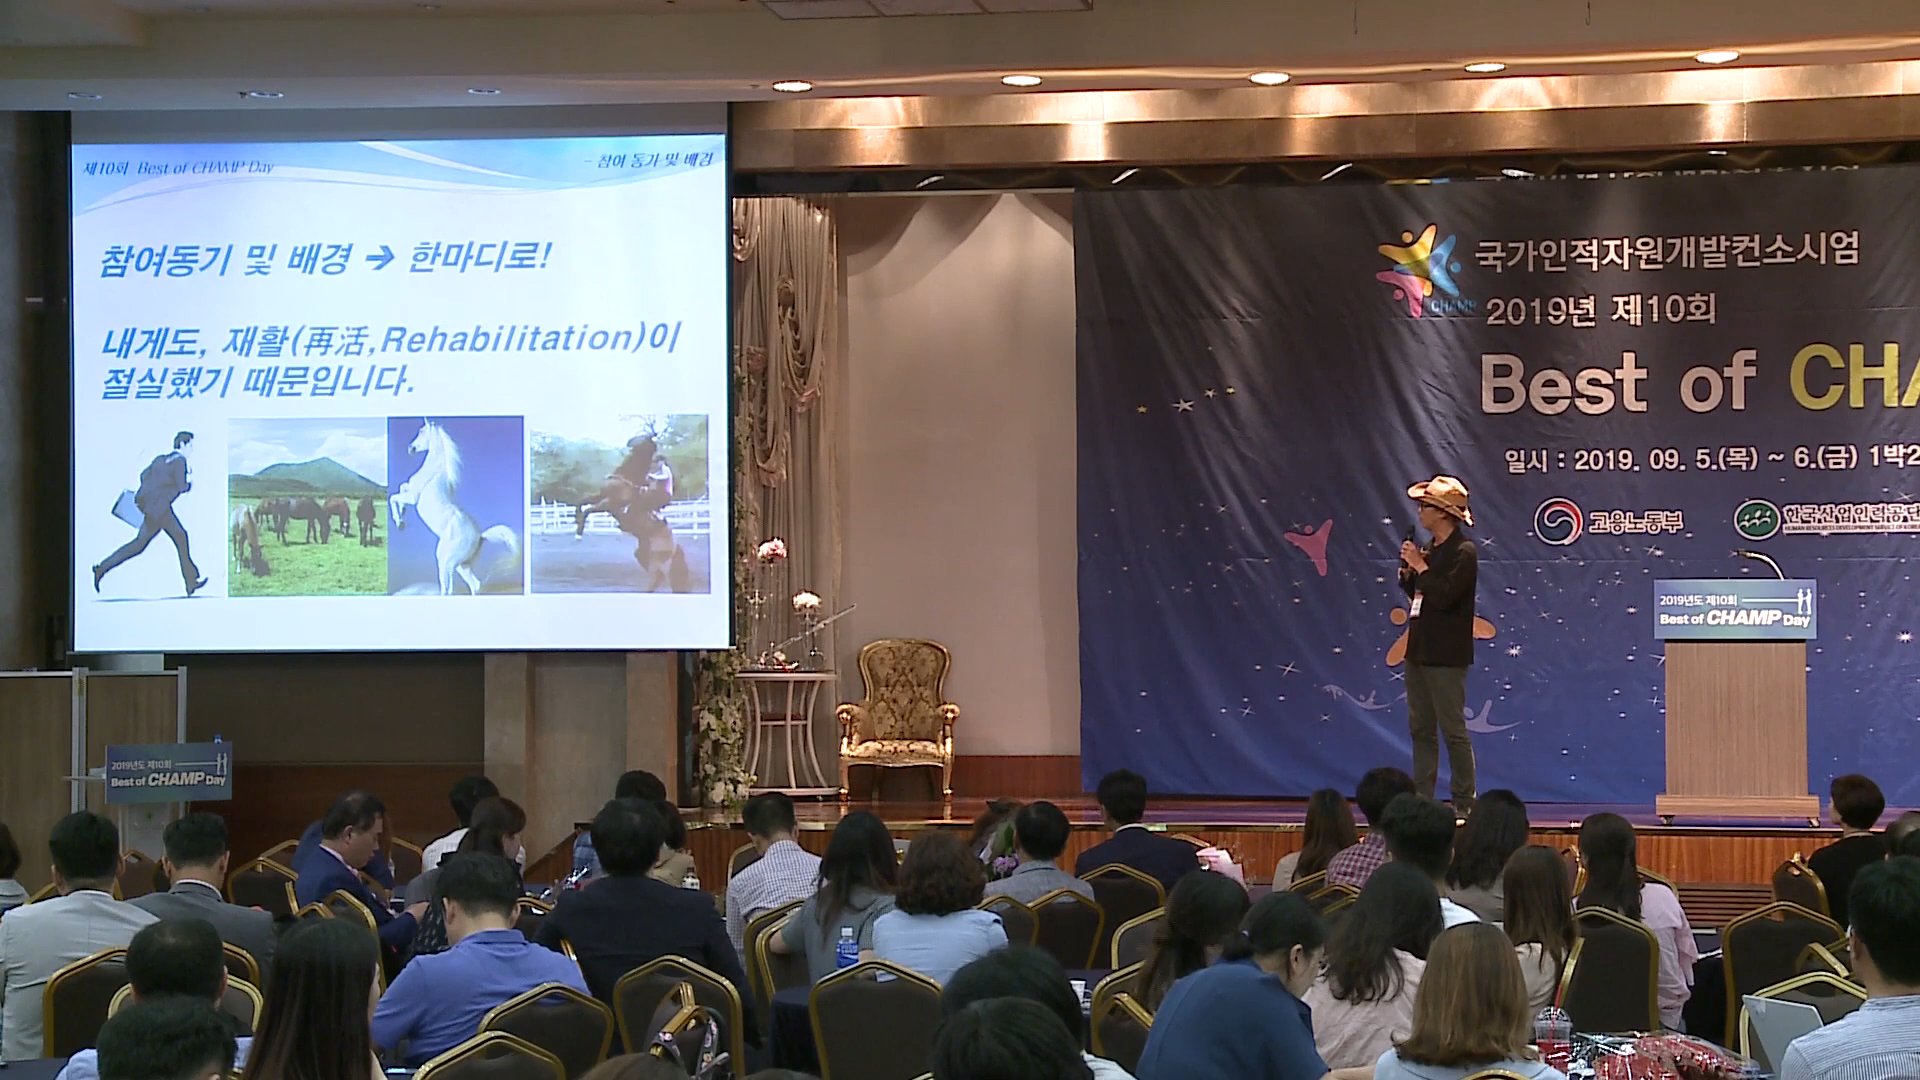 제10회 Best of CHAMP Day
- 참여 동기 및 배경
참여동기 및 배경 → 한마디로!
내게도, 재활(再活,Rehabilitation)이
절실했기 때문입니다.
CHAMP
국가인적자원개발컨소시엄
2019년 제10회
Best of CHA
일시 : 2019. 09. 5.(목) ~ 6.(금) 1박2
고용노동부
한국산업인력공단
HUMAN RESOURCES DEVELOPMENT SERVICE OF KOREA
2019년도 제10회
Best of CHAMP Day
2019년도 제10회
Best of CHAMP Day